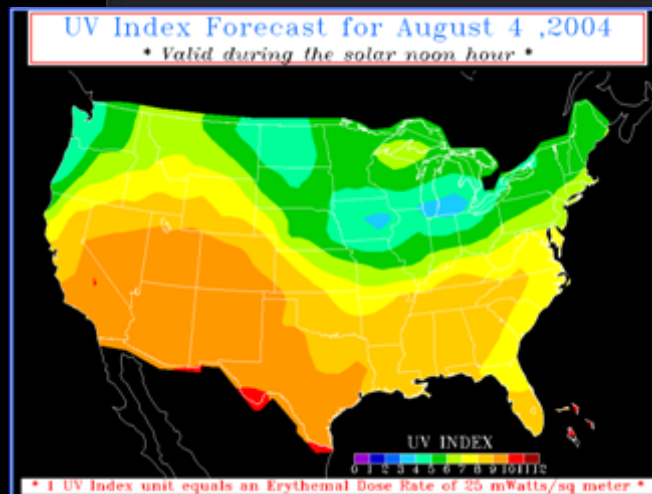 UV Index Forecast for August 4 ,2004
* Valid during the solar noon hour *
UV INDEX
0 1 2 3 4 5 6 7 8 9 10 11 12
* 1 UV Index unit equals an Erythemal Dose Rate of 25 mWatts/sq meter *